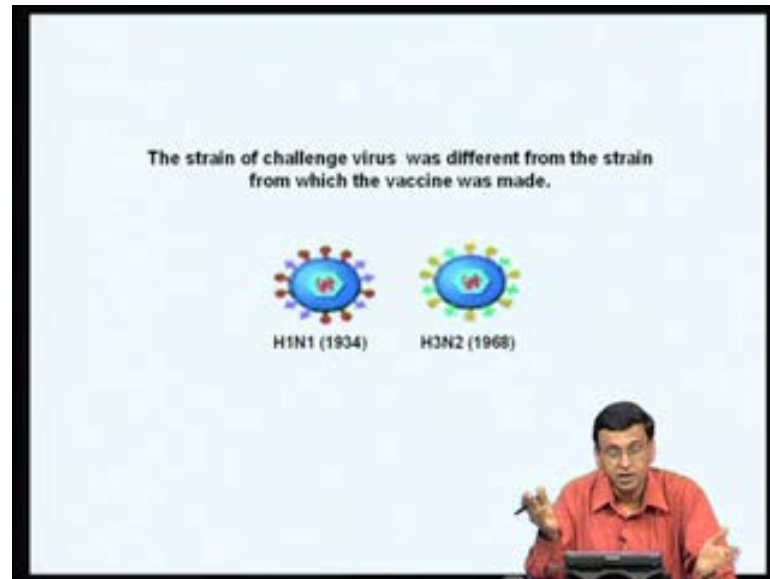 The strain of challenge virus was different from the strain
from which the vaccine was made.
H1N1 (1934) H3N2 (1968)